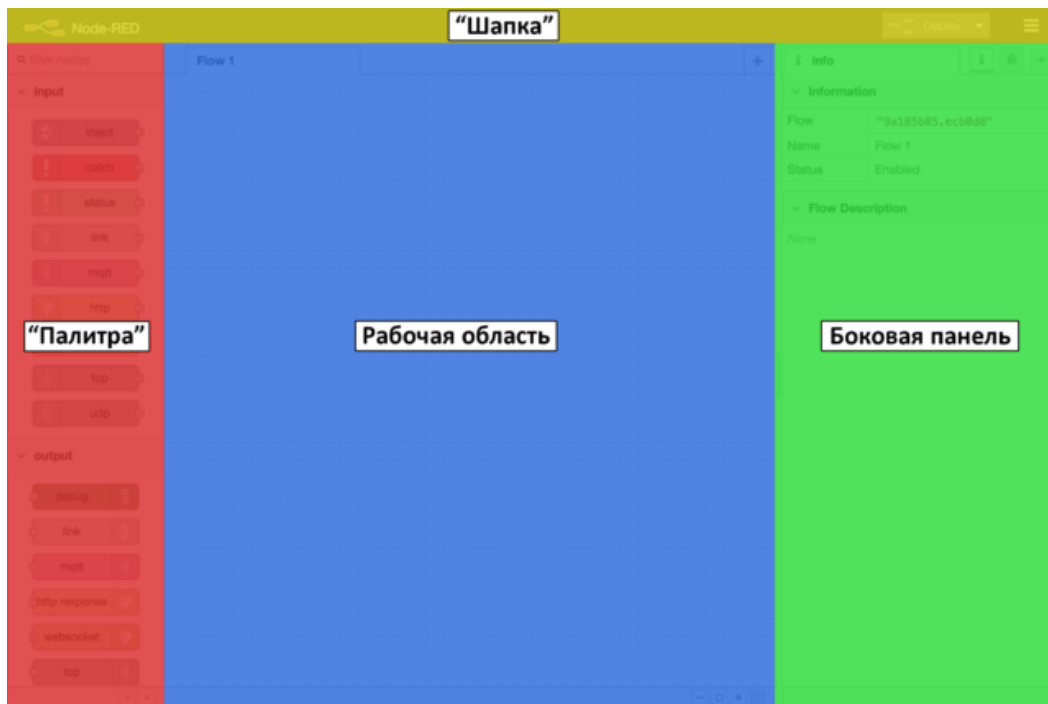 Node-RED
“Шапка”
Deploy
filter nodes
Flow 1
info
input
Information
inject
Flow
"9a185b85.ecb0d8"
catch
Name
Flow 1
Status
Enabled
status
Flow Description
link
None
mqtt
http
“Палитра”
Рабочая область
Боковая панель
tcp
udp
output
debug
link
mqtt
http response
websocket
tcp